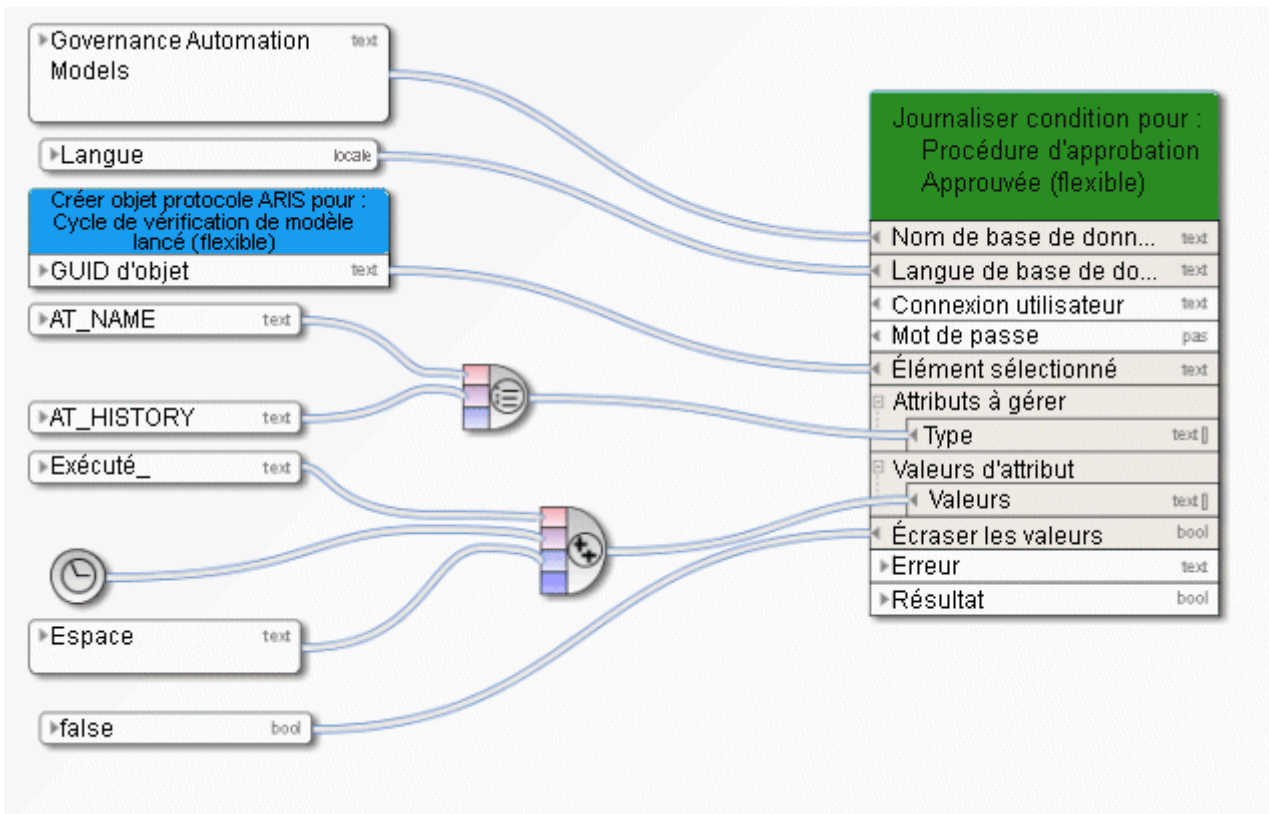 Governance Automation text
Models
Langue locale
Créer objet protocole ARIS pour :
Cycle de vérification de modèle
lancé (flexible)
GUID d'objet text
AT_NAME text
AT_HISTORY text
Exécuté_ text
Espace text
false bool
Journaliser condition pour :
Procédure d'approbation
Approuvée (flexible)
Nom de base de donn... text
Langue de base de do... text
Connexion utilisateur text
Mot de passe pas
Élément sélectionné text
Attributs à gérer
Type text[]
Valeurs d'attribut
Valeurs text[]
Écraser les valeurs bool
Erreur text
Résultat bool